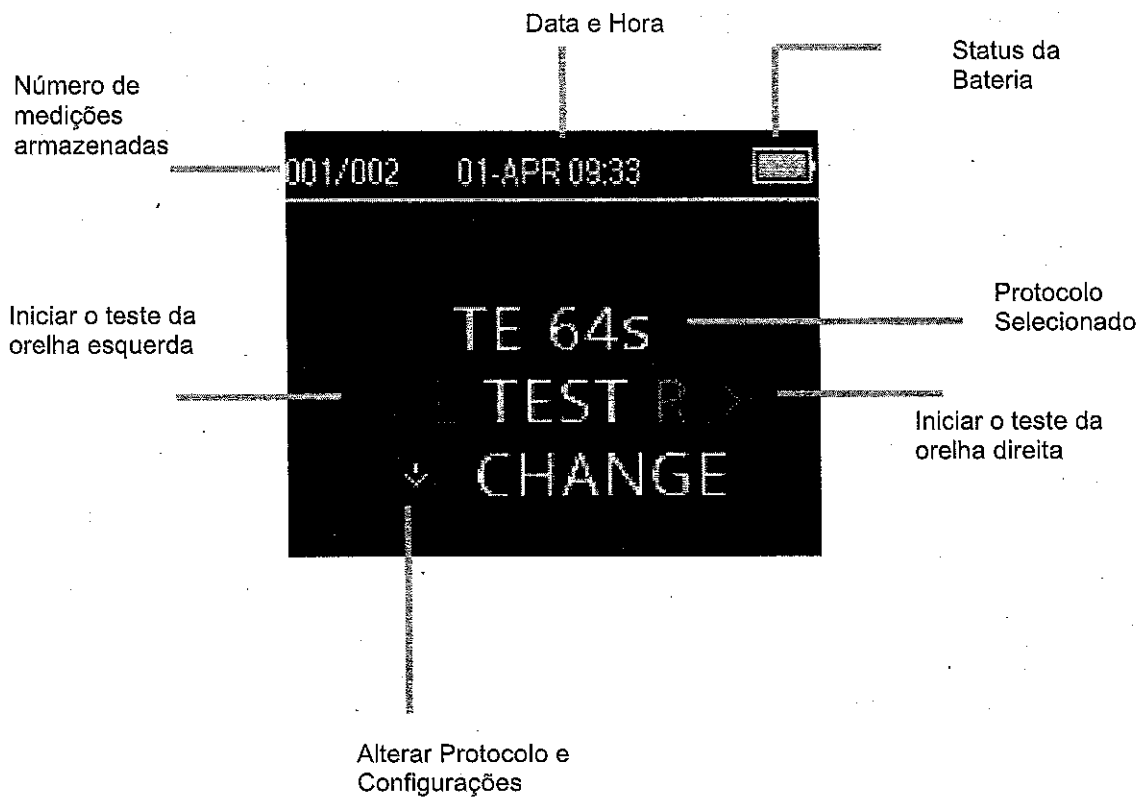 Data e Hora
Status da
Bateria
Número de
medições
armazenadas
001/002 01-APR 09:33
Iniciar o teste da
orelha esquerda
TE 64s
Protocolo
Selecionado
TEST R >
Iniciar o teste da
orelha direita
CHANGE
Alterar Protocolo e
Configurações